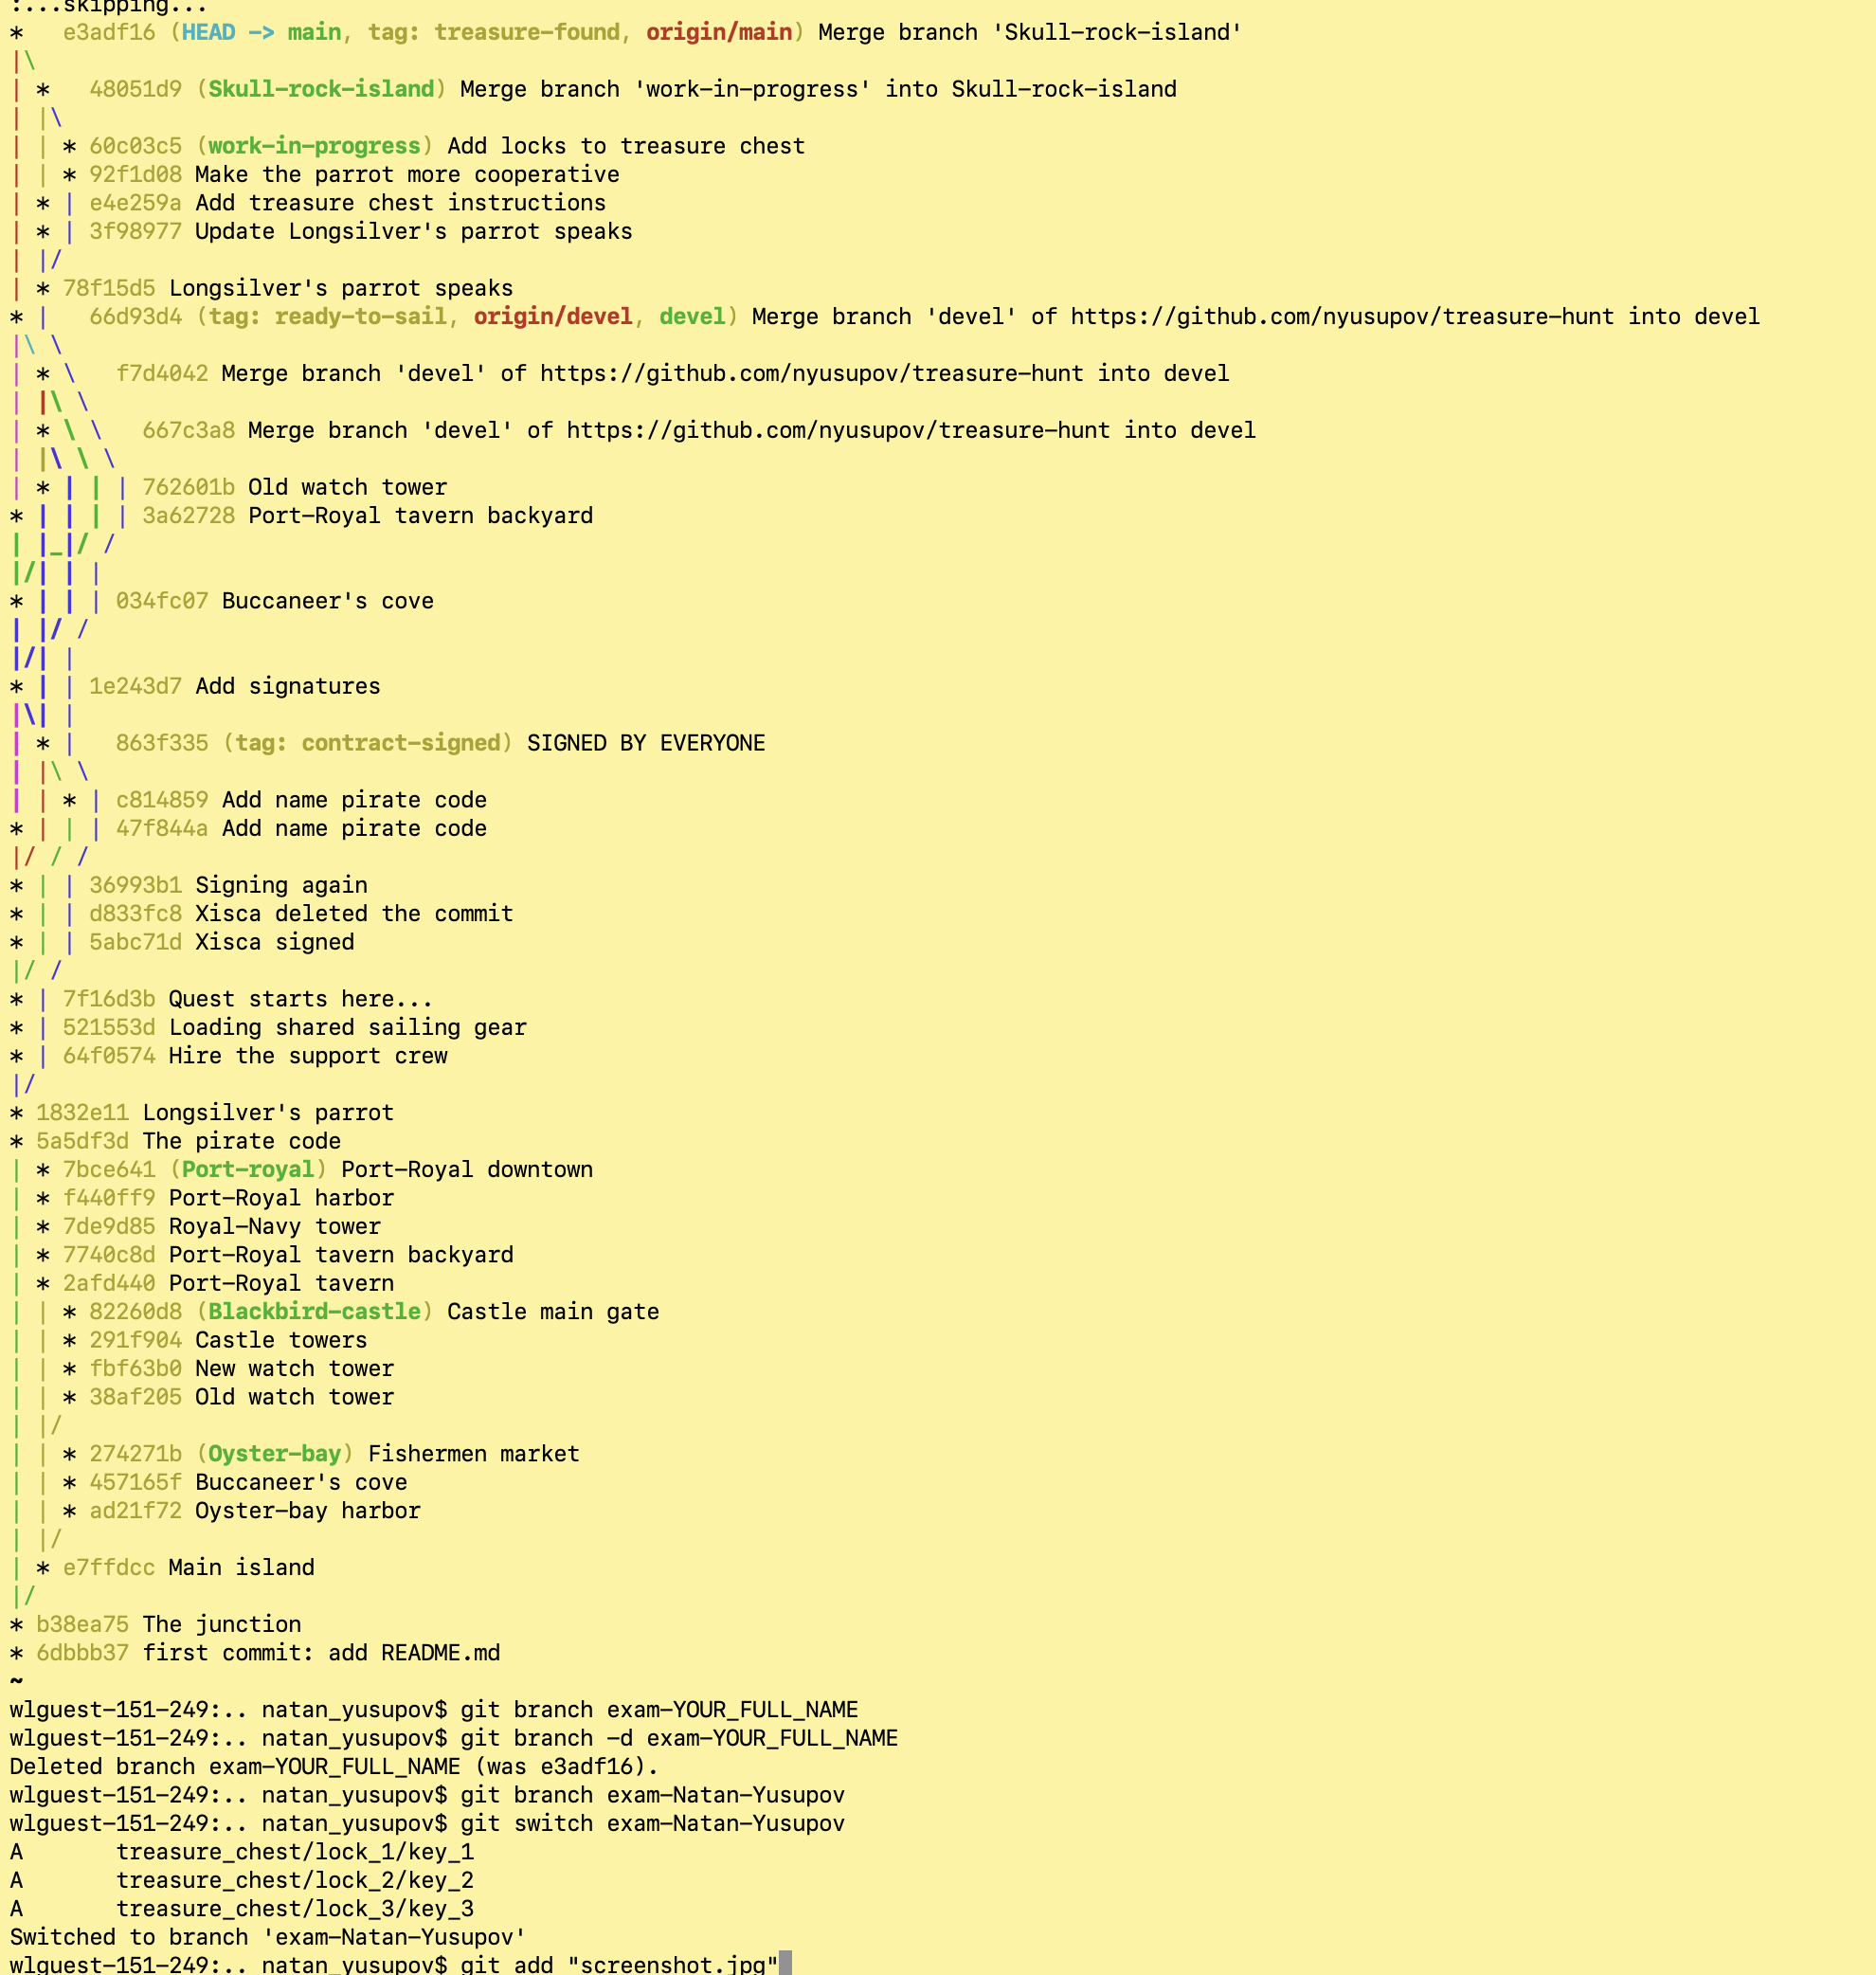 :...skipping...
*   e3adf16 (HEAD -> main, tag: treasure-found, origin/main) Merge branch 'Skull-rock-island'
|\
| *   48051d9 (Skull-rock-island) Merge branch 'work-in-progress' into Skull-rock-island
| |\
| | * 60c03c5 (work-in-progress) Add locks to treasure chest
| | * 92f1d08 Make the parrot more cooperative
| * | e4e259a Add treasure chest instructions
| * | 3f98977 Update Longsilver's parrot speaks
| |/
| * 78f15d5 Longsilver's parrot speaks
* |   66d93d4 (tag: ready-to-sail, origin/devel, devel) Merge branch 'devel' of https://github.com/nyusupov/treasure-hunt into devel
|\ \
| * \   f7d4042 Merge branch 'devel' of https://github.com/nyusupov/treasure-hunt into devel
| |\ \
| * \ \   667c3a8 Merge branch 'devel' of https://github.com/nyusupov/treasure-hunt into devel
| |\ \ \
| * | | | 762601b Old watch tower
* | | | | 3a62728 Port-Royal tavern backyard
| |_|/ /
|/| | |
* | | | 034fc07 Buccaneer's cove
| |/ /
|/| |
* | | 1e243d7 Add signatures
|\| |
| * |   863f335 (tag: contract-signed) SIGNED BY EVERYONE
| |\ \
| | * | c814859 Add name pirate code
* | | | 47f844a Add name pirate code
|/ / /
* | | 36993b1 Signing again
* | | d833fc8 Xisca deleted the commit
* | | 5abc71d Xisca signed
|/ /
* | 7f16d3b Quest starts here...
* | 521553d Loading shared sailing gear
* | 64f0574 Hire the support crew
|/
* 1832e11 Longsilver's parrot
* 5a5df3d The pirate code
| * 7bce641 (Port-royal) Port-Royal downtown
| * f440ff9 Port-Royal harbor
| * 7de9d85 Royal-Navy tower
| * 7740c8d Port-Royal tavern backyard
| * 2afd440 Port-Royal tavern
| | * 82260d8 (Blackbird-castle) Castle main gate
| | * 291f904 Castle towers
| | * fbf63b0 New watch tower
| | * 38af205 Old watch tower
| |/
| | * 274271b (Oyster-bay) Fishermen market
| | * 457165f Buccaneer's cove
| | * ad21f72 Oyster-bay harbor
| |/
| * e7ffdcc Main island
|/
* b38ea75 The junction
* 6dbbb37 first commit: add README.md
~
wlguest-151-249:.. natan_yusupov$ git branch exam-YOUR_FULL_NAME
wlguest-151-249:.. natan_yusupov$ git branch -d exam-YOUR_FULL_NAME
Deleted branch exam-YOUR_FULL_NAME (was e3adf16).
wlguest-151-249:.. natan_yusupov$ git branch exam-Natan-Yusupov
wlguest-151-249:.. natan_yusupov$ git switch exam-Natan-Yusupov
A       treasure_chest/lock_1/key_1
A       treasure_chest/lock_2/key_2
A       treasure_chest/lock_3/key_3
Switched to branch 'exam-Natan-Yusupov'
wlguest-151-249:.. natan_yusupov$ git add "screenshot.jpg"